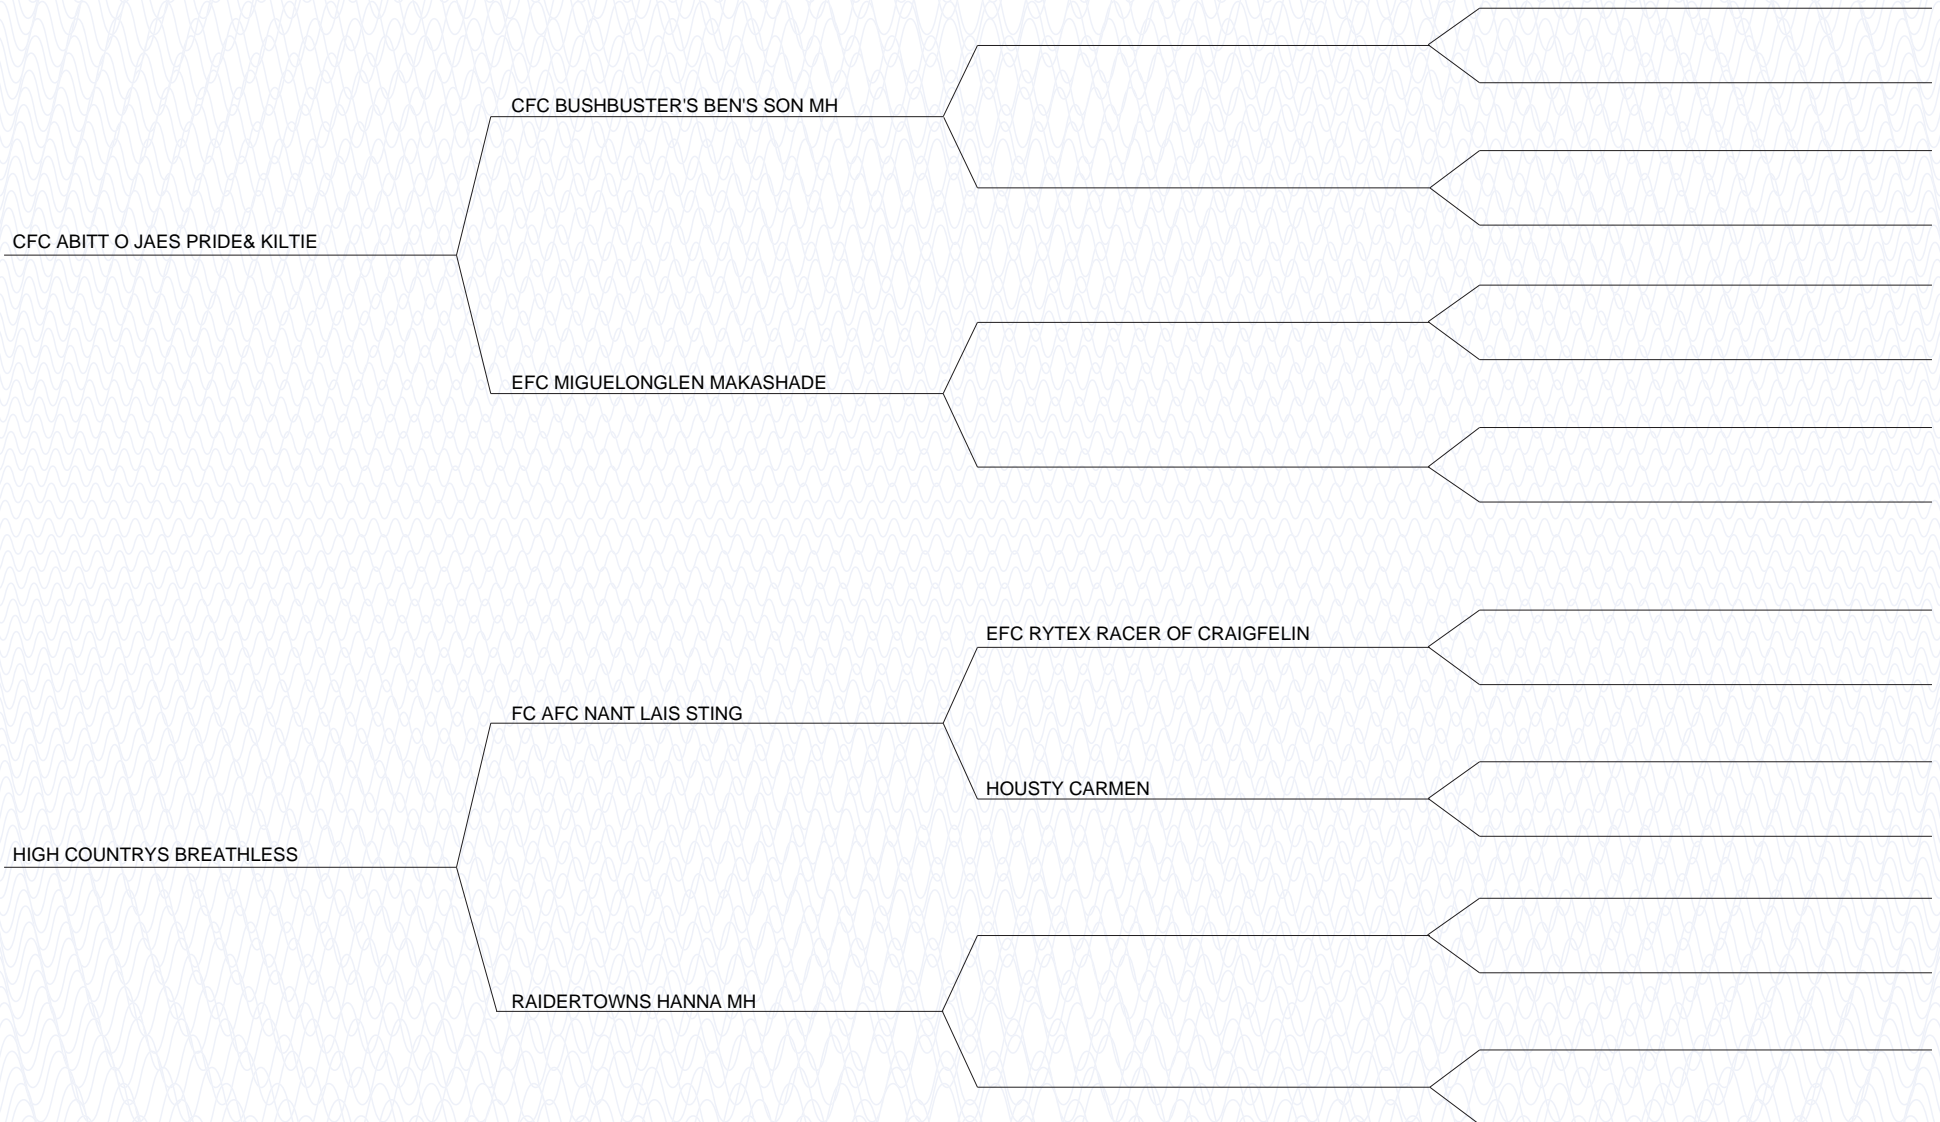 CFC BUSHBUSTER'S BEN'S SON MH
CFC ABITT O JAES PRIDE& KILTIE
EFC MIGUELONGLEN MAKASHADE
EFC RYTEX RACER OF CRAIGFELIN
FC AFC NANT LAIS STING
HOUSTY CARMEN
HIGH COUNTRYS BREATHLESS
RAIDERTOWNS HANNA MH